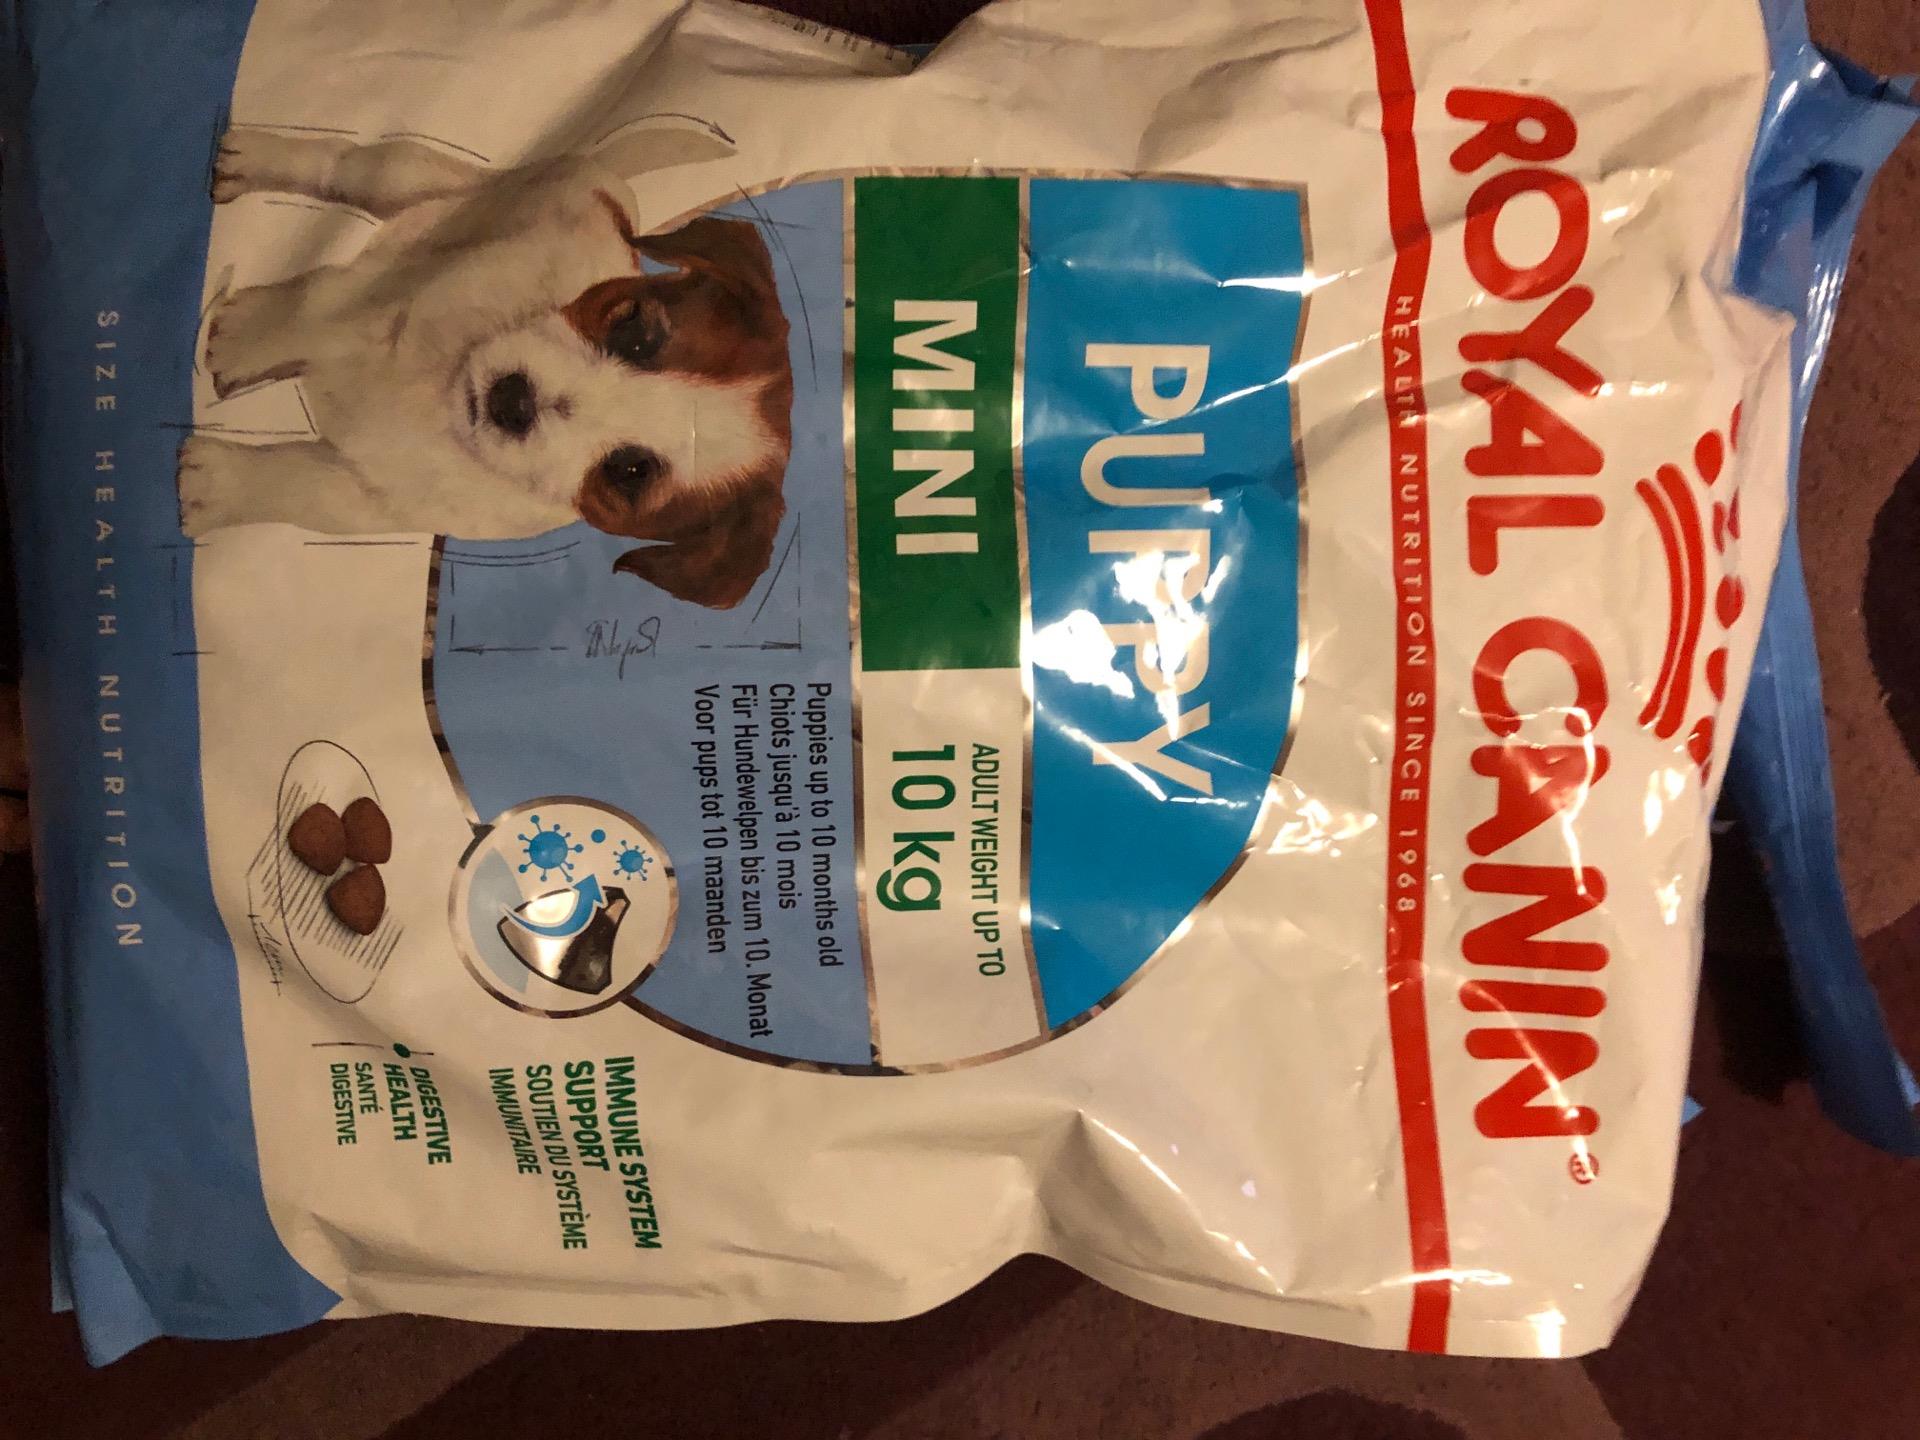 ROYAL CANIN®
HEALTH NUTRITION SINCE 1968
PUPPY
MINI
ADULT WEIGHT UP TO
10 kg
Puppies up to 10 months old
Chiots jusqu'à 10 mois
Für Hundewelpen bis zum 10. Monat
Voor pups tot 10 maanden
IMMUNE SYSTEM
SUPPORT
SOUTIEN DU SYSTÈME
IMMUNITAIRE
DIGESTIVE
HEALTH
SANTÉ
DIGESTIVE
SIZE HEALTH NUTRITION